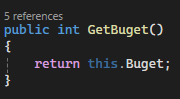 5 references
public int GetBuget()
{
    return this.Buget;
}